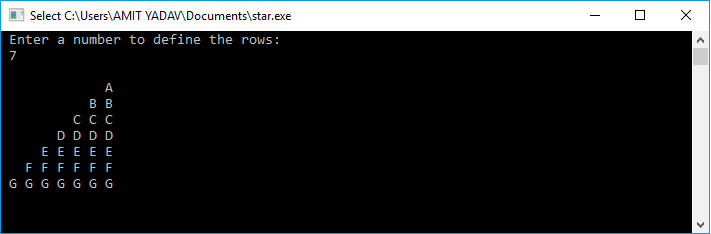 Select C:\Users\AMIT YADAV\Documents\star.exe
Enter a number to define the rows:
7
A
B B
C C C
D D D D
E E E E E
F F F F F F
G G G G G G G